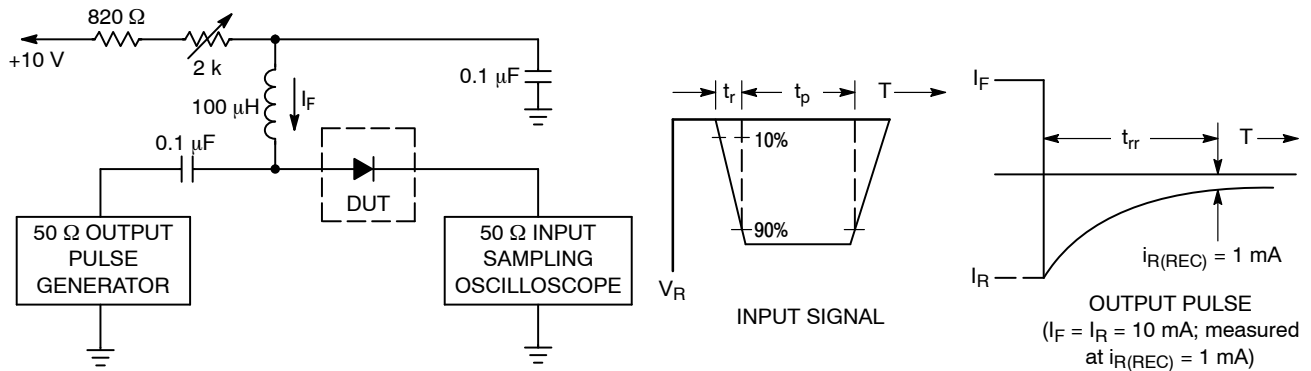 820 Ω
+10 V
2 k
100 μH
I_F
0.1 μF
0.1 μF
DUT
50 Ω OUTPUT
PULSE
GENERATOR
50 Ω INPUT
SAMPLING
OSCILLOSCOPE
t_r
t_p
T
10%
90%
V_R
INPUT SIGNAL
I_F
t_rr
T
i_R(REC) = 1 mA
I_R
OUTPUT PULSE
(I_F = I_R = 10 mA; measured
at i_R(REC) = 1 mA)